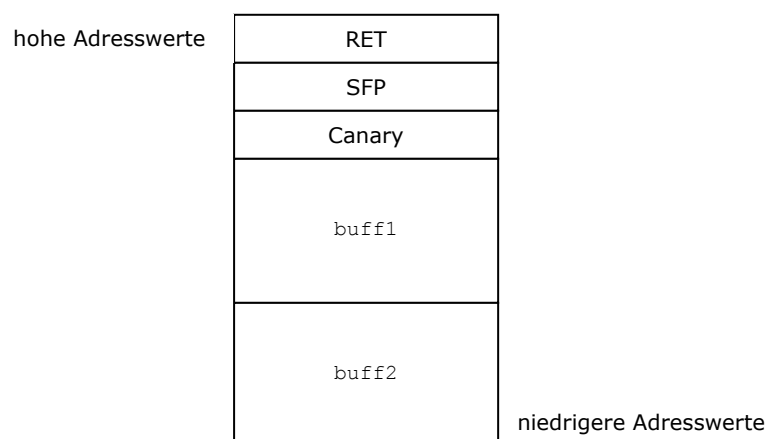 hohe Adresswerte
RET
SFP
Canary
buff1
buff2
niedrigere Adresswerte